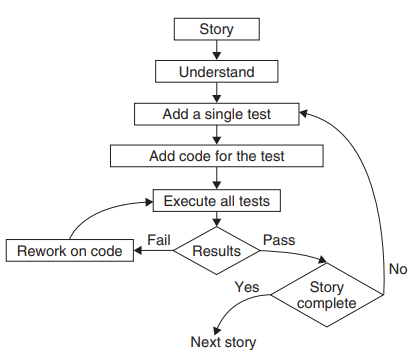 Story
Understand
Add a single test
Add code for the test
Execute all tests
Fail
Pass
Rework on code
Results
No
Yes
Story
complete
Next story